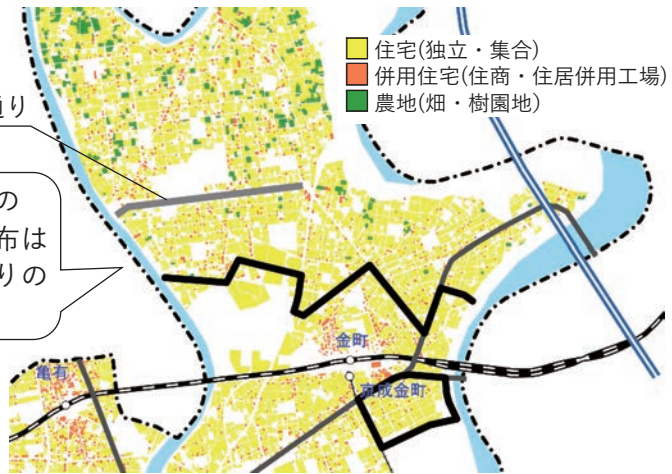 住宅(独立・集合)
併用住宅(住商・住居併用工場)
農地(畑・樹園地)
通り
の
布は
りの
金町
亀有
京成金町